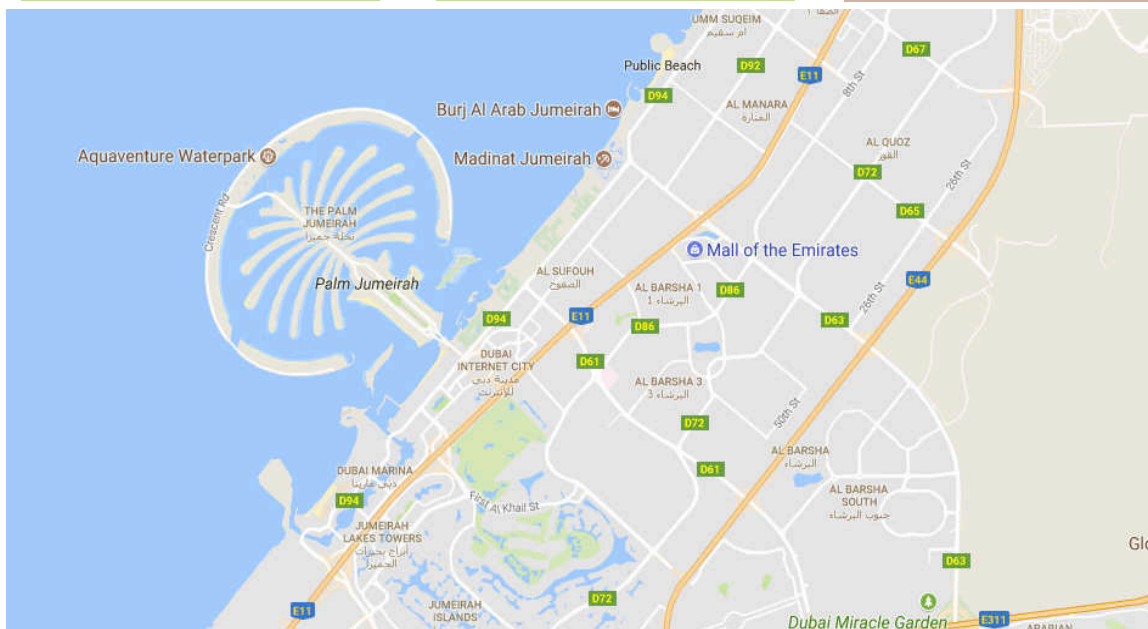 UMM SUQEIM
أم سقيم
D67
Public Beach
D92
E11
8th St
D94
Burj Al Arab Jumeirah
AL MANARA
المنارة
AL QUOZ
القوز
Aquaventure Waterpark
Madinat Jumeirah
D72
26th St
Crescent Rd
THE PALM
JUMEIRAH
نخلة جميرا
D65
Mall of the Emirates
Palm Jumeirah
AL SUFOUH
الصفوح
AL BARSHA 1
البرشاء 1
D86
E44
26th St
D94
E11
D86
D63
DUBAI
INTERNET CITY
مدينة دبي
للإنترنت
D61
AL BARSHA 3
البرشاء 3
50th St
D72
DUBAI MARINA
دبي مارينا
D61
AL BARSHA
البرشاء
D94
First Al Khail St
AL BARSHA
SOUTH
جنوب البرشاء
JUMEIRAH
LAKES TOWERS
أبراج بحيرات
الجميرا
Glo
D63
E11
JUMEIRAH
ISLANDS
D72
Dubai Miracle Garden
E311
ARABIAN